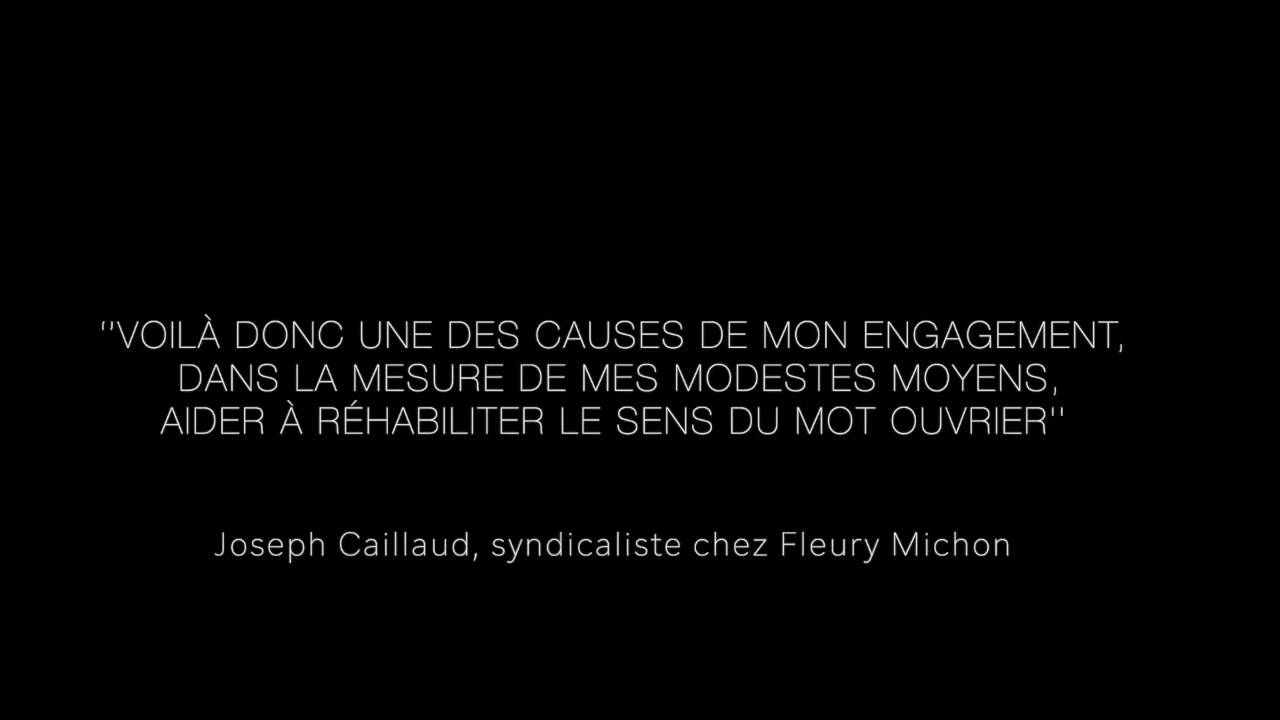 "VOILÀ DONC UNE DES CAUSES DE MON ENGAGEMENT,
DANS LA MESURE DE MES MODESTES MOYENS,
AIDER À RÉHABILITER LE SENS DU MOT OUVRIER"
Joseph Caillaud, syndicaliste chez Fleury Michon